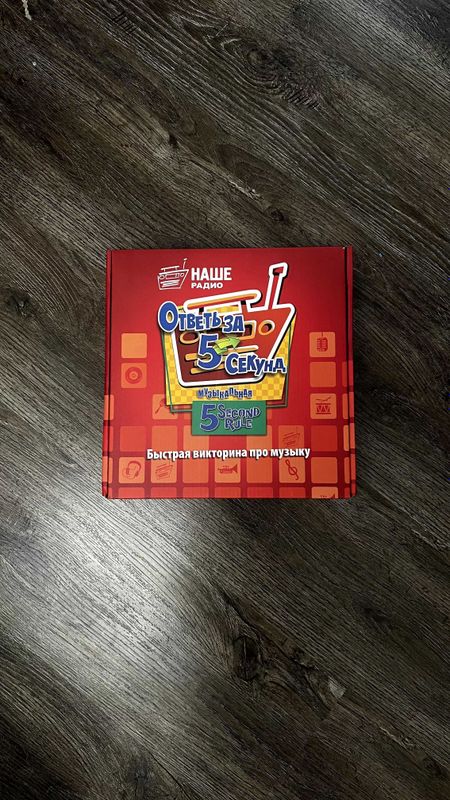 НАШЕ
РАДИО
ОТВЕТЬ ЗА
5 СЕКУНД
МУЗЫКАЛЬНАЯ
5 SECOND
RULE
Быстрая викторина про музыку